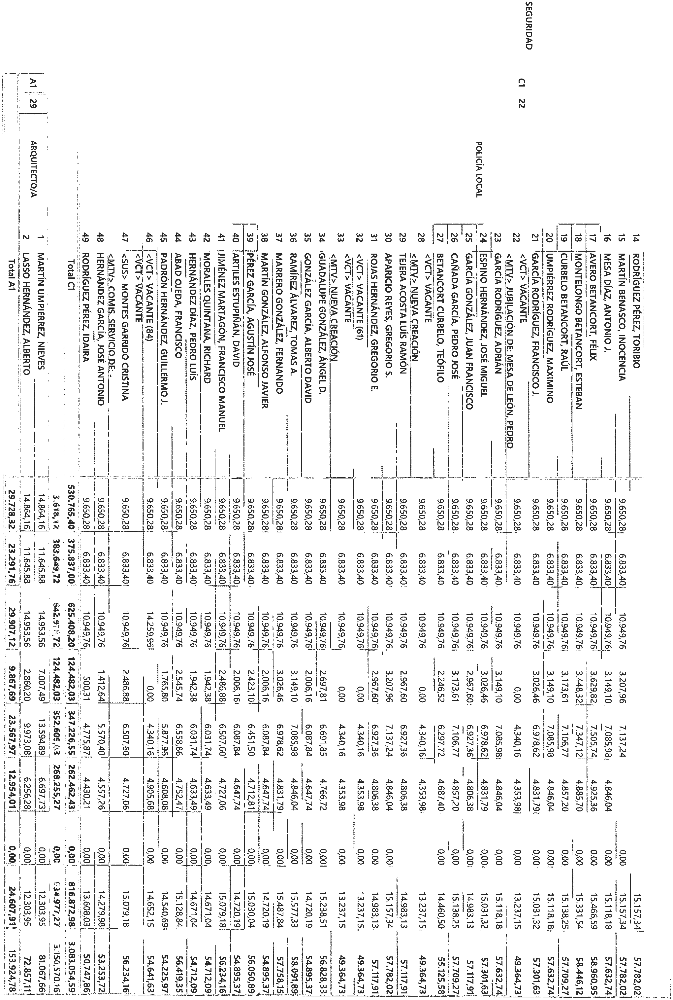 14 RODRÍGUEZ PÉREZ, TORIBIO 15.157,34 57.782,02
15 MARTÍN BENASCO, INOCENCIA 9.650,28 6.833,40 10.949,76 3.207,96 7.137,24 0,00 15.157,34 57.782,02
16 MESA DÍAZ, ANTONIO J. 9.650,28 6.833,40 10.949,76 3.149,10 7.085,98 4.846,04 0,00 15.118,18 57.632,74
17 AVERO BETANCORT, FÉLIX 9.650,28 6.833,40 10.949,76 3.629,82 7.505,74 4.925,36 0,00 15.466,59 58.960,95
18 MONTELONGO BETANCORT, ESTEBAN 9.650,28 6.833,40 10.949,76 3.448,32 7.347,12 4.885,70 0,00 15.331,54 58.446,12
19 CURBELO BETANCORT, RAÚL 9.650,28 6.833,40 10.949,76 3.173,61 7.106,77 4.857,20 0,00 15.138,25 57.709,27
20 UMPIÉRREZ RODRÍGUEZ, MAXIMINO 9.650,28 6.833,40 10.949,76 3.149,10 7.085,98 4.846,04 0,00 15.118,18 57.632,74
21 GARCÍA RODRÍGUEZ, FRANCISCO J. 9.650,28 6.833,40 10.949,76 3.026,46 6.978,62 4.831,79 0,00 15.031,32 57.301,63
<VCT> VACANTE
SEGURIDAD C1 22 22 9.650,28 6.833,40 10.949,76 0,00 4.340,16 4.353,98 0,00 13.237,15 49.364,73
<MTV> JUBILACIÓN DE: MESA DE LEÓN, PEDRO
23 GARCÍA RODRÍGUEZ, ADRIÁN 9.650,28 6.833,40 10.949,76 3.149,10 7.085,98 4.846,04 0,00 15.118,18 57.632,74
POLICÍA LOCAL 24 ESPINO HERNÁNDEZ, JOSÉ MIGUEL 9.650,28 6.833,40 10.949,76 3.026,46 6.978,62 4.831,79 0,00 15.031,32 57.301,63
25 GARCÍA GONZÁLEZ, JUAN FRANCISCO 9.650,28 6.833,40 10.949,76 2.967,60 6.927,36 4.806,38 0,00 14.983,13 57.117,91
26 CAÑADA GARCÍA, PEDRO JOSÉ 9.650,28 6.833,40 10.949,76 3.173,61 7.106,77 4.857,20 0,00 15.138,25 57.709,27
27 BETANCORT CURBELO, TEÓFILO 9.650,28 6.833,40 10.949,76 2.246,52 6.297,72 4.687,40 0,00 14.460,50 55.125,58
<VCT> VACANTE
28 9.650,28 6.833,40 10.949,76 0,00 4.340,16 4.353,98 13.237,15 49.364,73
<MTV> NUEVA CREACIÓN
29 TEJERA ACOSTA LUÍS RAMÓN 9.650,28 6.833,40 10.949,76 2.967,60 6.927,36 4.806,38 14.983,13 57.117,91
30 APARICIO REYES, GREGORIO S. 9.650,28 6.833,40 10.949,76 3.207,96 7.137,24 4.846,04 0,00 15.157,34 57.782,02
31 ROJAS HERNÁNDEZ, GREGORIO E. 9.650,28 6.833,40 10.949,76 2.967,60 6.927,36 4.806,38 0,00 14.983,13 57.117,91
32 <VCT> VACANTE (61) 9.650,28 6.833,40 10.949,76 0,00 4.340,16 4.353,98 0,00 13.237,15 49.364,73
<VCT> VACANTE
33 9.650,28 6.833,40 10.949,76 0,00 4.340,16 4.353,98 0,00 13.237,15 49.364,73
<MTV> NUEVA CREACIÓN
34 GUADALUPE GONZÁLEZ, ÁNGEL D. 9.650,28 6.833,40 10.949,76 2.697,81 6.691,85 4.766,72 0,00 15.238,51 56.828,33
35 GONZÁLEZ GARCÍA, ALBERTO DAVID 9.650,28 6.833,40 10.949,76 2.006,16 6.087,84 4.647,74 0,00 14.720,19 54.895,37
36 RAMÍREZ ÁLVAREZ, TOMAS A. 9.650,28 6.833,40 10.949,76 3.149,10 7.085,98 4.846,04 0,00 15.577,33 58.091,89
37 MARRERO GONZÁLEZ, FERNANDO 9.650,28 6.833,40 10.949,76 3.026,46 6.978,62 4.831,79 0,00 15.487,84 57.758,15
38 MARTÍN GONZÁLEZ, ALFONSO JAVIER 9.650,28 6.833,40 10.949,76 2.006,16 6.087,84 4.647,74 0,00 14.720,19 54.895,37
39 PÉREZ GARCÍA, AGUSTÍN JOSÉ 9.650,28 6.833,40 10.949,76 2.423,10 6.451,50 4.712,81 0,00 15.030,04 56.050,89
40 ARTILES ESTUPIÑÁN, DAVID 9.650,28 6.833,40 10.949,76 2.006,16 6.087,84 4.647,74 0,00 14.720,19 54.895,37
41 JIMÉNEZ MARTAGÓN, FRANCISCO MANUEL 9.650,28 6.833,40 10.949,76 2.486,88 6.507,60 4.727,06 0,00 15.079,18 56.234,16
42 MORALES QUINTANA, RICHARD 9.650,28 6.833,40 10.949,76 1.942,38 6.031,74 4.633,49 0,00 14.671,04 54.712,09
43 HERNÁNDEZ DÍAZ, PEDRO LUÍS 9.650,28 6.833,40 10.949,76 1.942,38 6.031,74 4.633,49 0,00 14.671,04 54.712,09
44 ABAD OJEDA, FRANCISCO 9.650,28 6.833,40 10.949,76 2.545,74 6.558,86 4.752,47 0,00 15.128,84 56.419,35
45 PADRÓN HERNÁNDEZ, GUILLERMO J. 9.650,28 6.833,40 10.949,76 1.765,80 5.877,96 4.608,08 0,00 14.540,69 54.225,97
46 <VCT> VACANTE (84) 9.650,28 6.833,40 14.259,96 0,00 4.340,16 4.905,68 0,00 14.652,15 54.641,63
<VCT> VACANTE
47 <SUS> MONTES GARRIDO CRISTINA 9.650,28 6.833,40 10.949,76 2.486,88 6.507,60 4.727,06 0,00 15.079,18 56.234,16
<MTV> COMIS. SERVICIO DE: -
48 HERNÁNDEZ GARCÍA, JOSÉ ANTONIO 9.650,28 6.833,40 10.949,76 1.412,64 5.570,40 4.557,26 0,00 14.279,98 53.253,72
49 RODRÍGUEZ PÉREZ, IDAIRA 9.650,28 6.833,40 10.949,76 500,31 4.775,87 4.430,21 0,00 13.608,03 50.747,86
Total C1 530.765,40 375.837,00 625.408,20 124.482,03 347.226,55 262.462,43 0,00 816.872,98 3.083.054,59
383.649,72 124.482,03 268.255,27 0,00 3.150.570,16
A1 29 ARQUITECTO/A 1 MARTÍN UMPIERREZ, NIEVES 14.864,16 11.645,88 14.953,56 7.007,49 13.594,89 6.697,73 0,00 12.303,95 81.067,66
2 LASSO HERNÁNDEZ, ALBERTO 14.864,16 11.645,88 14.953,56 2.860,20 9.973,08 6.256,28 0,00 12.303,95 72.857,11
Total A1 29.728,32 23.291,76 29.907,12 9.867,69 23.567,97 12.954,01 0,00 24.607,91 153.924,78